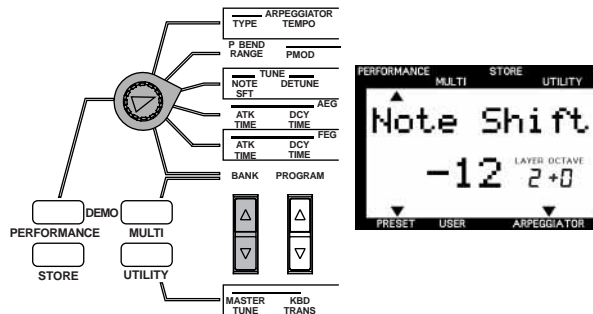 ARPEGGIATOR
TYPE TEMPO
P BEND
RANGE PMOD
TUNE
NOTE DETUNE
SFT
AEG
ATK DCY
TIME TIME
FEG
ATK DCY
TIME TIME
BANK PROGRAM
DEMO
PERFORMANCE MULTI
STORE UTILITY
MASTER KBD
TUNE TRANS
PERFORMANCE STORE
MULTI UTILITY
Note Shift
-12 LAYER OCTAVE
2 +0
PRESET USER ARPEGGIATOR